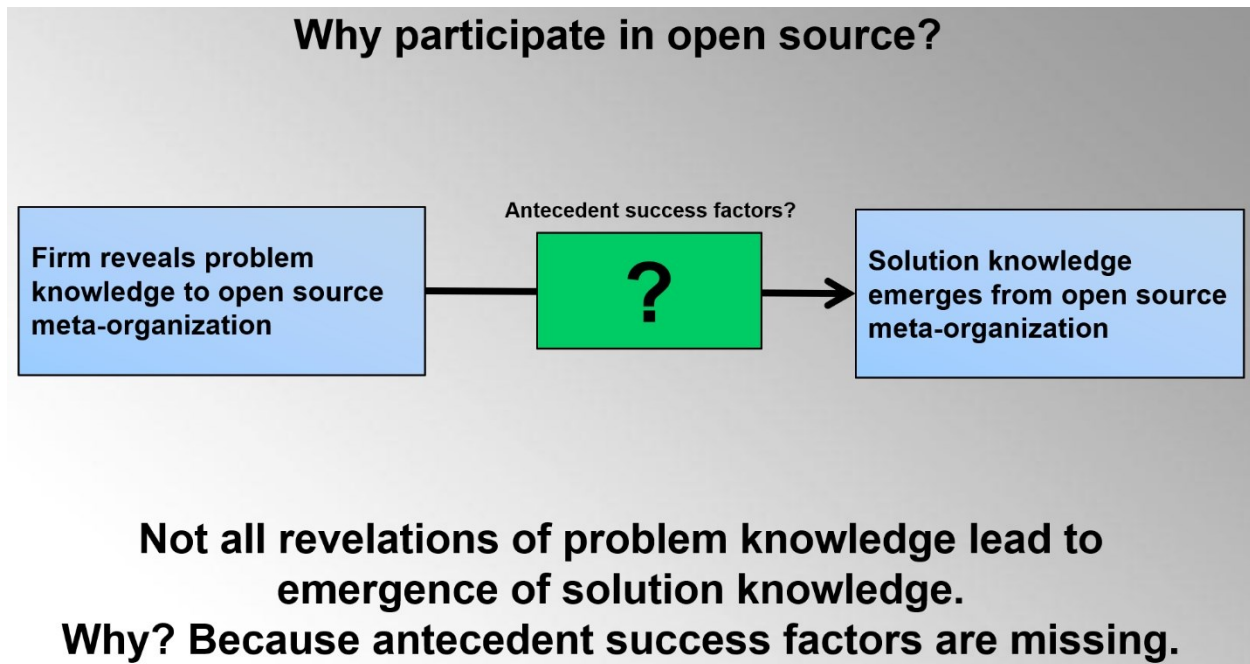 Why participate in open source?
Antecedent success factors?
Firm reveals problem
knowledge to open source
meta-organization
?
Solution knowledge
emerges from open source
meta-organization
Not all revelations of problem knowledge lead to
emergence of solution knowledge.
Why? Because antecedent success factors are missing.